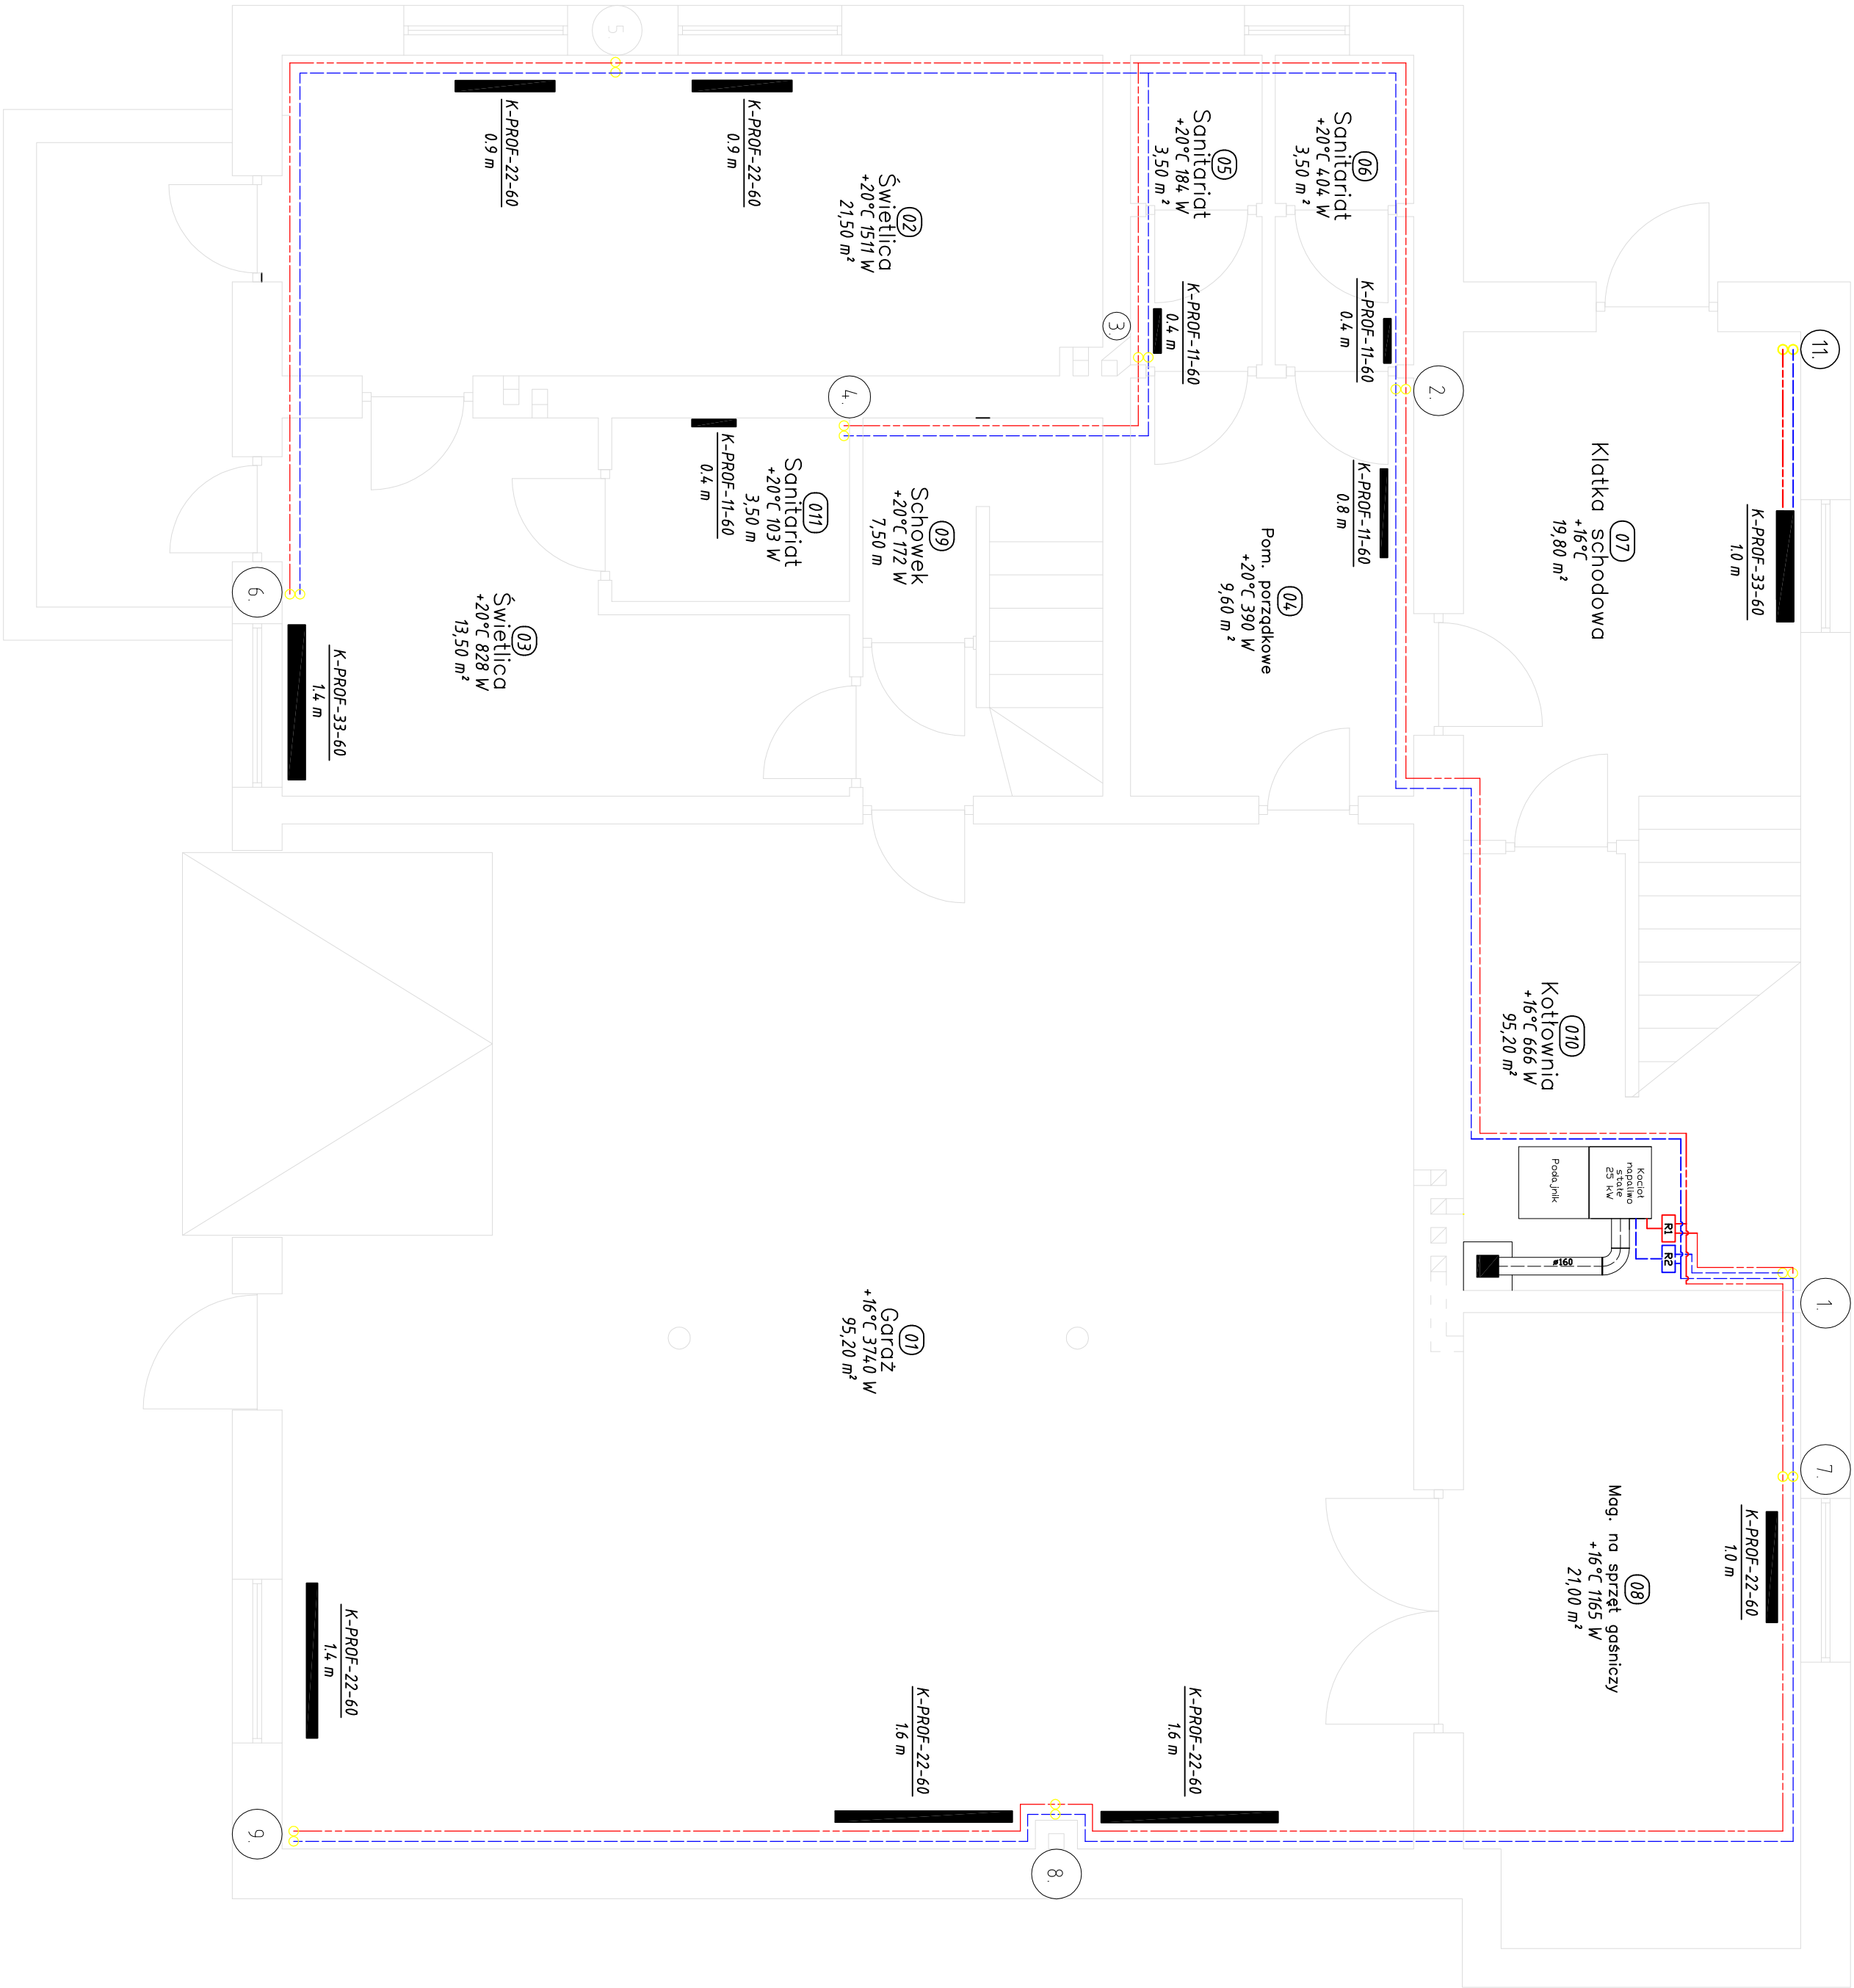 11.
K-PROF-33-60
1.0 m
07
Klatka schodowa
+16°C
19,80 m²
2.
06
Sanitariat
+20°C 404 W
3,50 m²
K-PROF-11-60
0.4 m
05
Sanitariat
+20°C 184 W
3,50 m²
K-PROF-11-60
0.4 m
3.
K-PROF-11-60
0.8 m
04
Pom. porządkowe
+20°C 390 W
9,60 m²
5.
02
Świetlica
+20°C 1511 W
21,50 m²
K-PROF-22-60
0.9 m
K-PROF-22-60
0.9 m
4.
09
Schowek
+20°C 172 W
7,50 m
011
Sanitariat
+20°C 103 W
3,50 m
K-PROF-11-60
0.4 m
03
Świetlica
+20°C 828 W
13,50 m²
6.
K-PROF-33-60
1.4 m
010
Kotłownia
+16°C 666 W
95,20 m²
Kocioł
napaliwo
stałe
25 kW
Podajnik
R1
R2
ø160
1.
7.
01
Garaż
+16°C 3740 W
95,20 m²
08
Mag. na sprzęt gaśniczy
+16°C 1165 W
21,00 m²
K-PROF-22-60
1.0 m
K-PROF-22-60
1.6 m
K-PROF-22-60
1.6 m
K-PROF-22-60
1.4 m
8.
9.